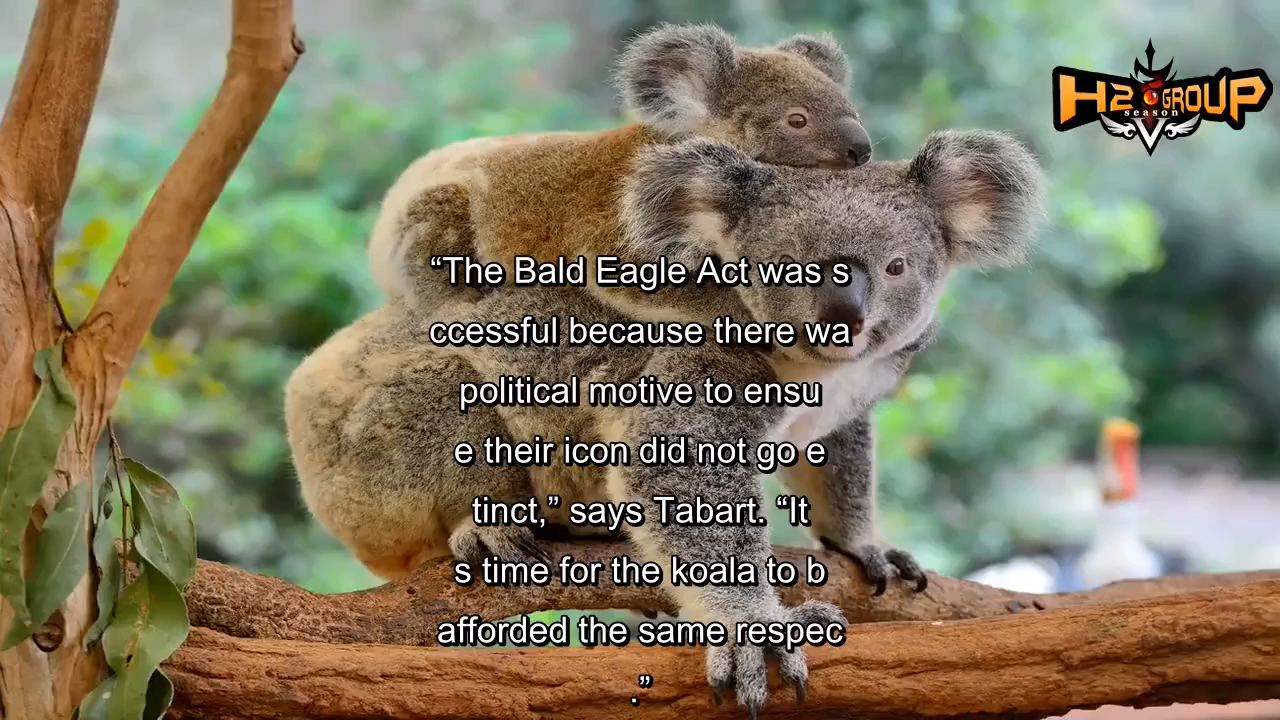 H2 GROUP
season
“The Bald Eagle Act was s
ccessful because there wa
political motive to ensu
e their icon did not go e
tinct,” says Tabart. “It
s time for the koala to b
afforded the same respec
.”